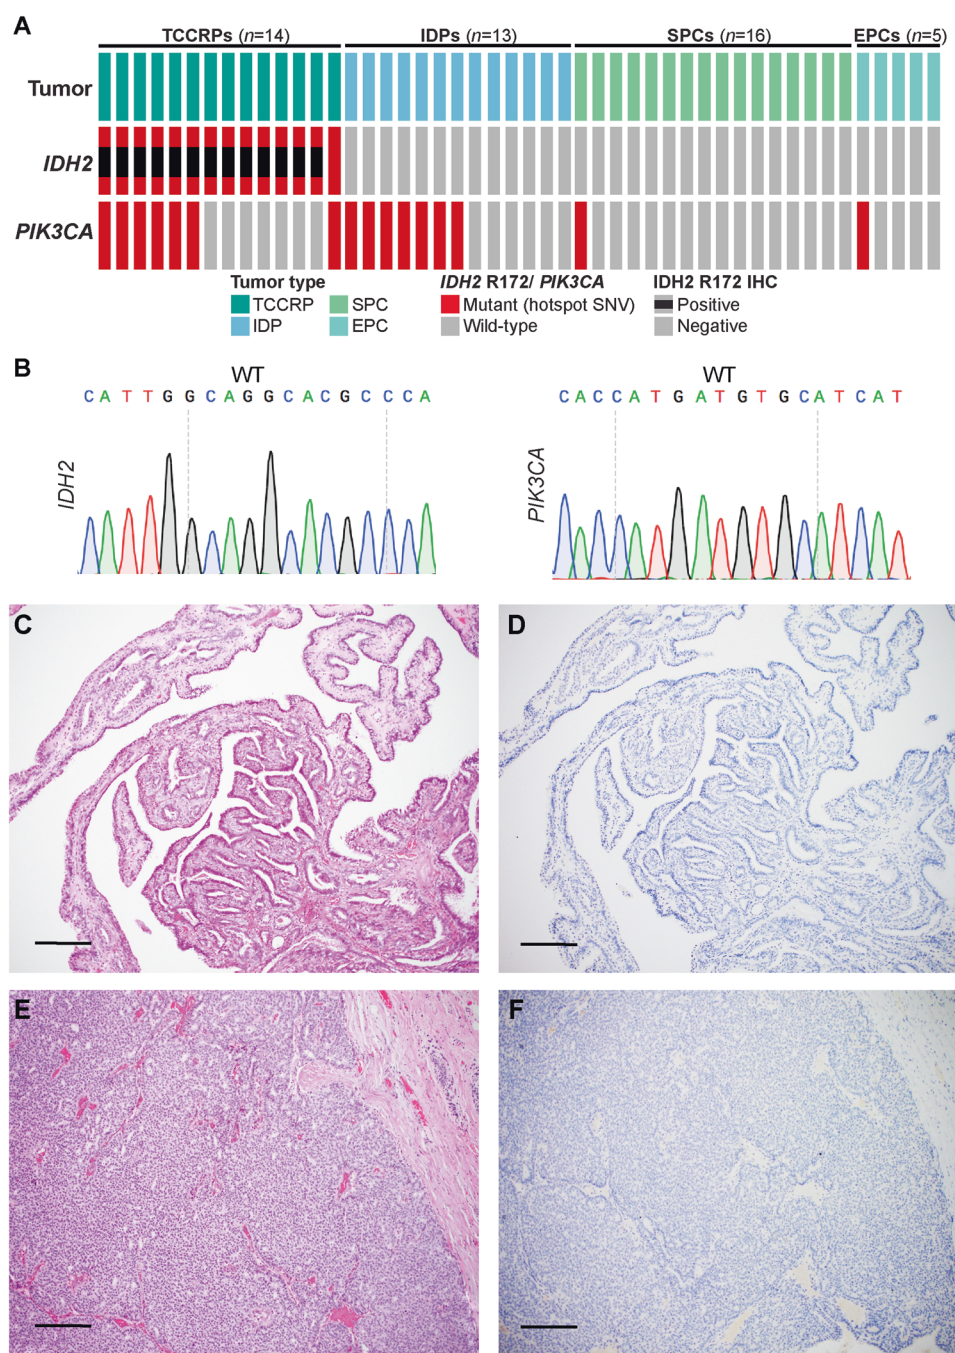 A
TCCRPs (n=14) IDPs (n=13) SPCs (n=16) EPCs (n=5)
Tumor
IDH2
PIK3CA
Tumor type IDH2 R172/ PIK3CA IDH2 R172 IHC
TCCRP SPC Mutant (hotspot SNV) Positive
IDP EPC Wild-type Negative
B
WT WT
C A T T G G C A G G C A C G C C C A C A C C A T G A T G T G C A T C A T
IDH2 PIK3CA
C D
E F